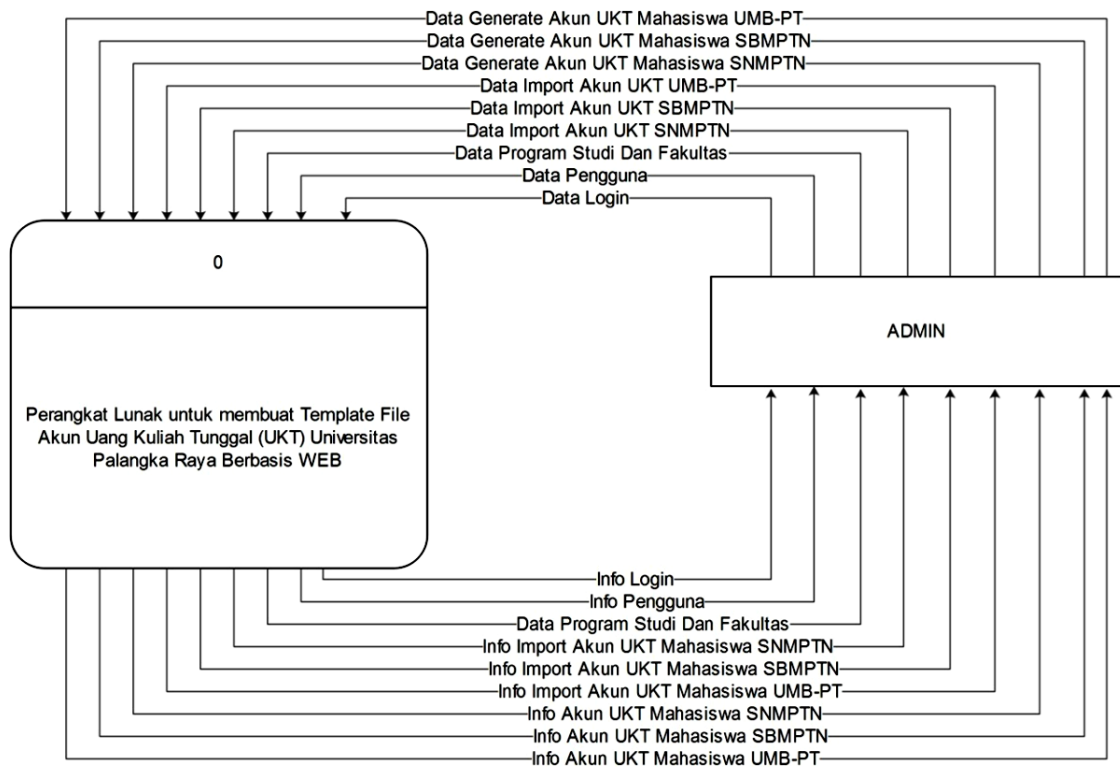 Data Generate Akun UKT Mahasiswa UMB-PT
Data Generate Akun UKT Mahasiswa SBMPTN
Data Generate Akun UKT Mahasiswa SNMPTN
Data Import Akun UKT UMB-PT
Data Import Akun UKT SBMPTN
Data Import Akun UKT SNMPTN
Data Program Studi Dan Fakultas
Data Pengguna
Data Login
0
Perangkat Lunak untuk membuat Template File
Akun Uang Kuliah Tunggal (UKT) Universitas
Palangka Raya Berbasis WEB
ADMIN
Info Login
Info Pengguna
Data Program Studi Dan Fakultas
Info Import Akun UKT Mahasiswa SNMPTN
Info Import Akun UKT Mahasiswa SBMPTN
Info Import Akun UKT Mahasiswa UMB-PT
Info Akun UKT Mahasiswa SNMPTN
Info Akun UKT Mahasiswa SBMPTN
Info Akun UKT Mahasiswa UMB-PT